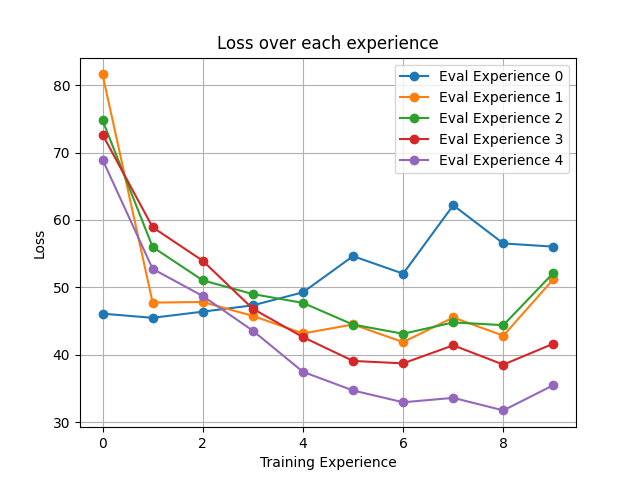 Loss over each experience
Eval Experience 0
Eval Experience 1
Eval Experience 2
Eval Experience 3
Eval Experience 4
80
70
60
50
40
30
Loss
0 2 4 6 8
Training Experience